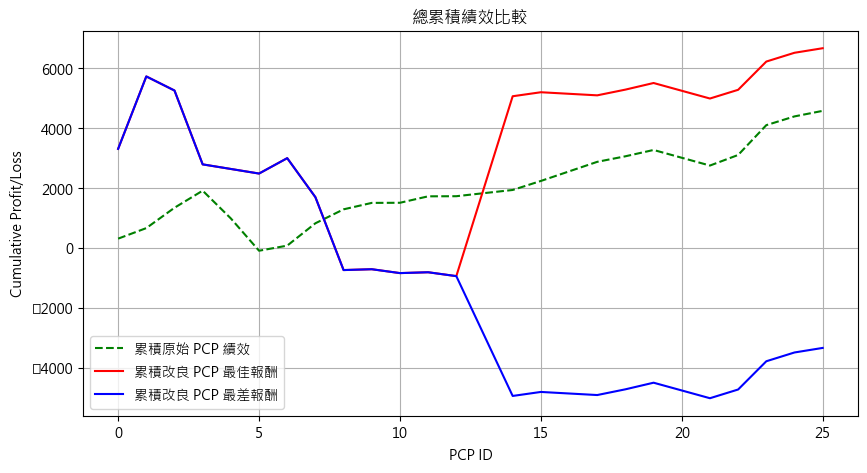 總累積績效比較
Cumulative Profit/Loss
6000
4000
2000
0
□2000
□4000
累積原始 PCP 績效
累積改良 PCP 最佳報酬
累積改良 PCP 最差報酬
0 5 10 15 20 25
PCP ID